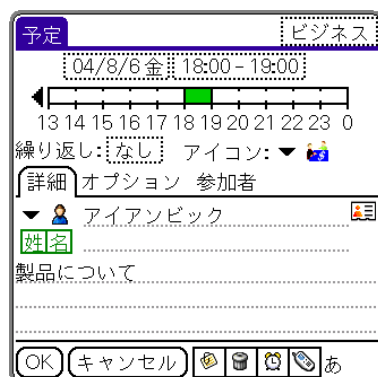 予定 ビジネス
04/8/6 金 18:00 - 19:00
13 14 15 16 17 18 19 20 21 22 23 0
繰り返し: なし アイコン:
詳細 オプション 参加者
アイアンビック
姓 名
製品について
OK キャンセル あ